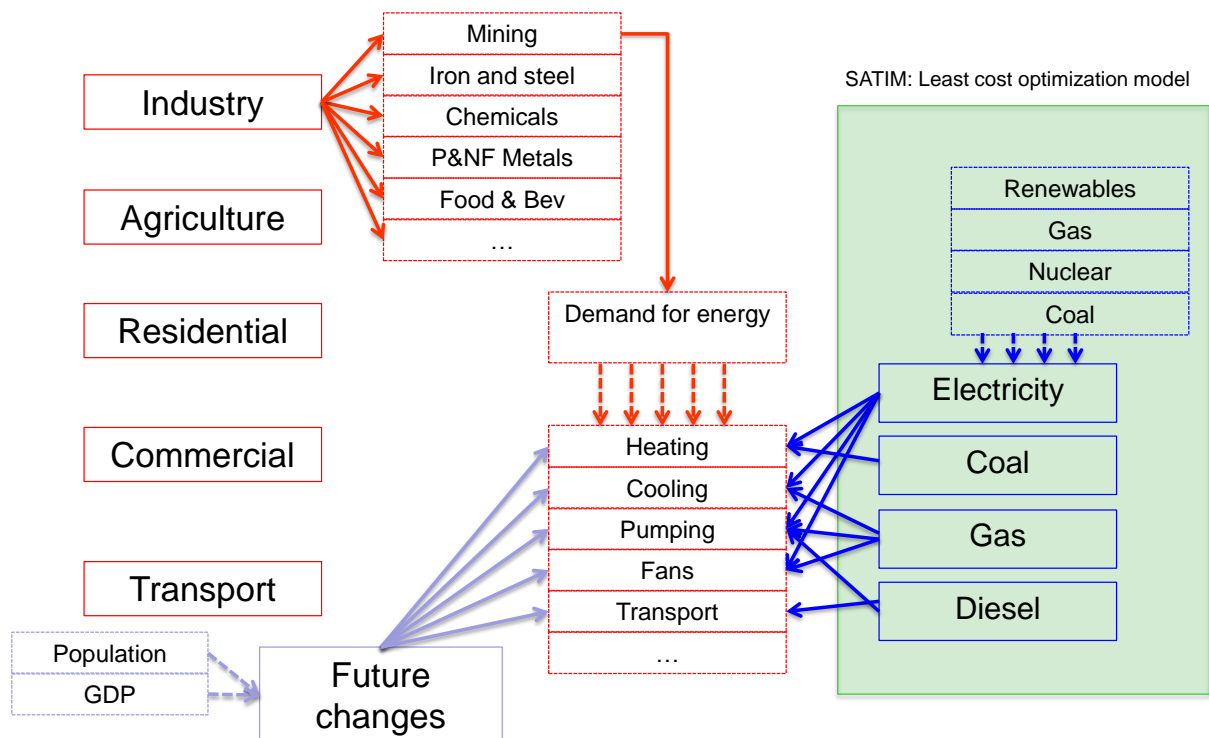 Mining
Iron and steel
Chemicals
P&NF Metals
Food & Bev
…
Industry
Agriculture
Residential
Commercial
Transport
Population
GDP
Future
changes
Demand for energy
Heating
Cooling
Pumping
Fans
Transport
…
SATIM: Least cost optimization model
Renewables
Gas
Nuclear
Coal
Electricity
Coal
Gas
Diesel